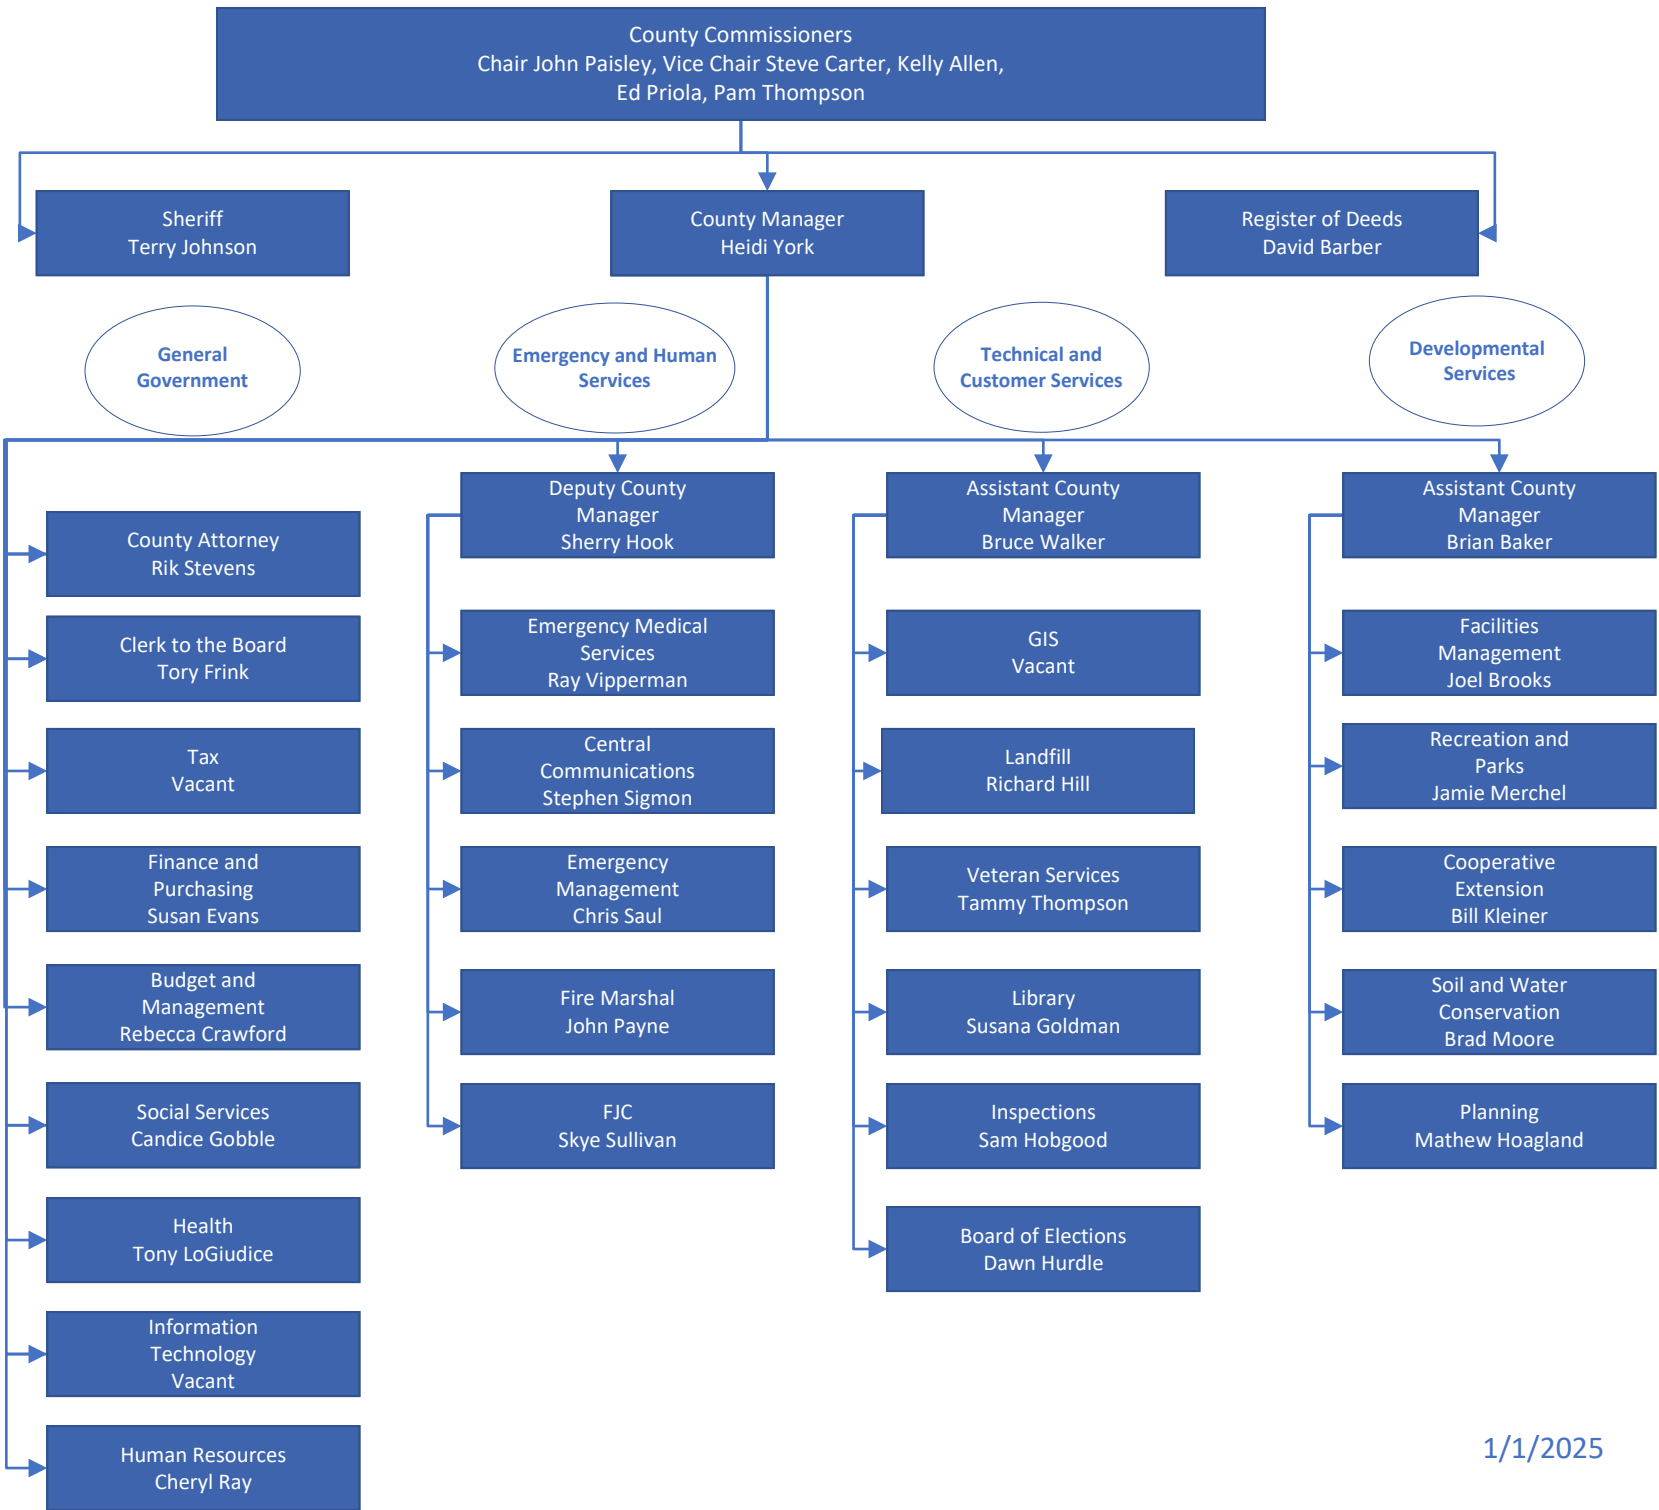 County Commissioners
Chair John Paisley, Vice Chair Steve Carter, Kelly Allen,
Ed Priola, Pam Thompson
Sheriff
Terry Johnson
County Manager
Heidi York
Register of Deeds
David Barber
General
Government
Emergency and Human
Services
Technical and
Customer Services
Developmental
Services
County Attorney
Rik Stevens
Clerk to the Board
Tory Frink
Tax
Vacant
Finance and
Purchasing
Susan Evans
Budget and
Management
Rebecca Crawford
Social Services
Candice Gobble
Health
Tony LoGiudice
Information
Technology
Vacant
Human Resources
Cheryl Ray
Deputy County
Manager
Sherry Hook
Emergency Medical
Services
Ray Vipperman
Central
Communications
Stephen Sigmon
Emergency
Management
Chris Saul
Fire Marshal
John Payne
FJC
Skye Sullivan
Assistant County
Manager
Bruce Walker
GIS
Vacant
Landfill
Richard Hill
Veteran Services
Tammy Thompson
Library
Susana Goldman
Inspections
Sam Hobgood
Board of Elections
Dawn Hurdle
Assistant County
Manager
Brian Baker
Facilities
Management
Joel Brooks
Recreation and
Parks
Jamie Merchel
Cooperative
Extension
Bill Kleiner
Soil and Water
Conservation
Brad Moore
Planning
Mathew Hoagland
1/1/2025